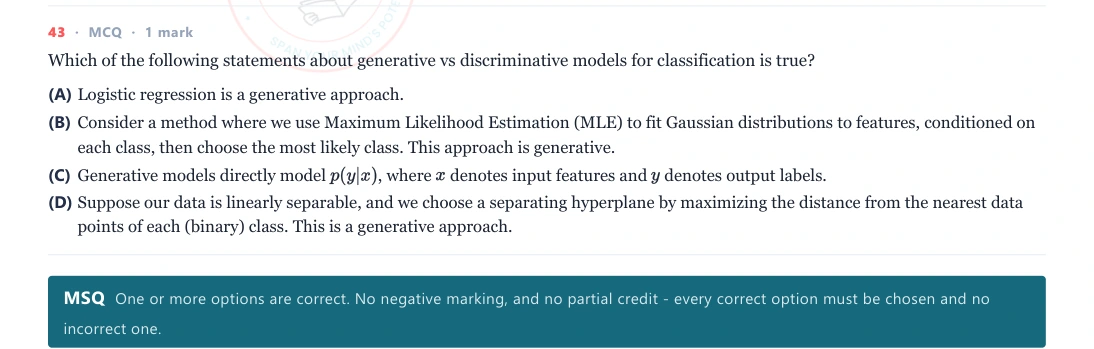 43 · MCQ · 1 mark
Which of the following statements about generative vs discriminative models for classification is true?
(A) Logistic regression is a generative approach.
(B) Consider a method where we use Maximum Likelihood Estimation (MLE) to fit Gaussian distributions to features, conditioned on
each class, then choose the most likely class. This approach is generative.
(C) Generative models directly model p(y|x), where x denotes input features and y denotes output labels.
(D) Suppose our data is linearly separable, and we choose a separating hyperplane by maximizing the distance from the nearest data
points of each (binary) class. This is a generative approach.
MSQ One or more options are correct. No negative marking, and no partial credit - every correct option must be chosen and no
incorrect one.